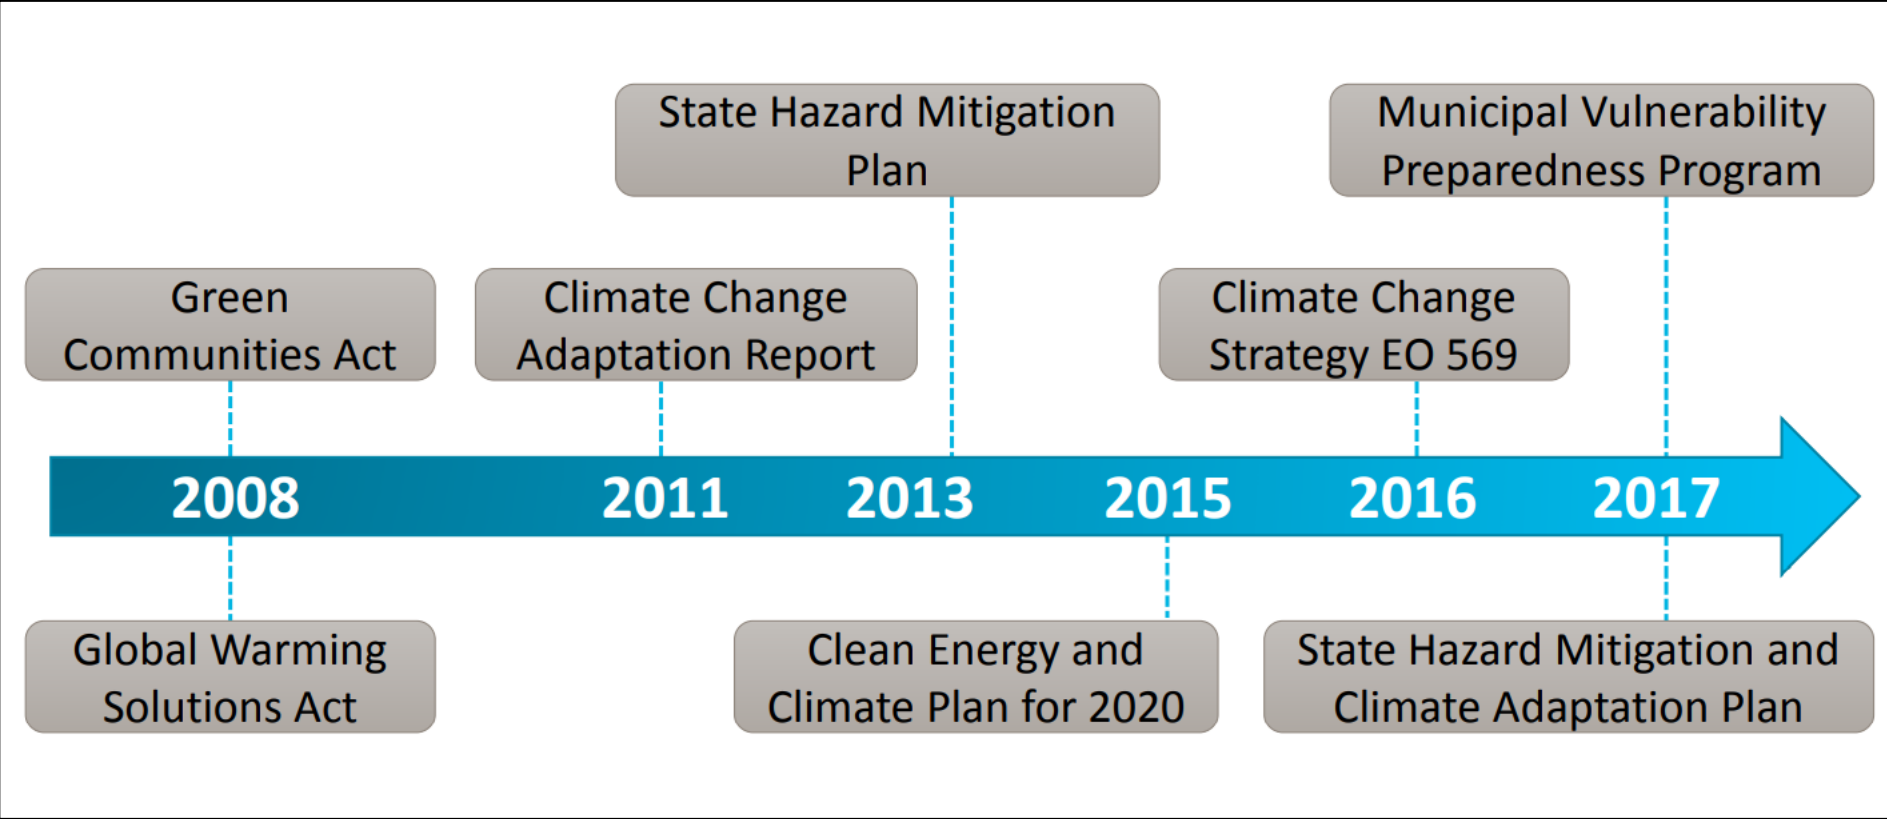 State Hazard Mitigation
Plan
Municipal Vulnerability
Preparedness Program
Green
Communities Act
Climate Change
Adaptation Report
Climate Change
Strategy EO 569
2008
2011
2013
2015
2016
2017
Global Warming
Solutions Act
Clean Energy and
Climate Plan for 2020
State Hazard Mitigation and
Climate Adaptation Plan